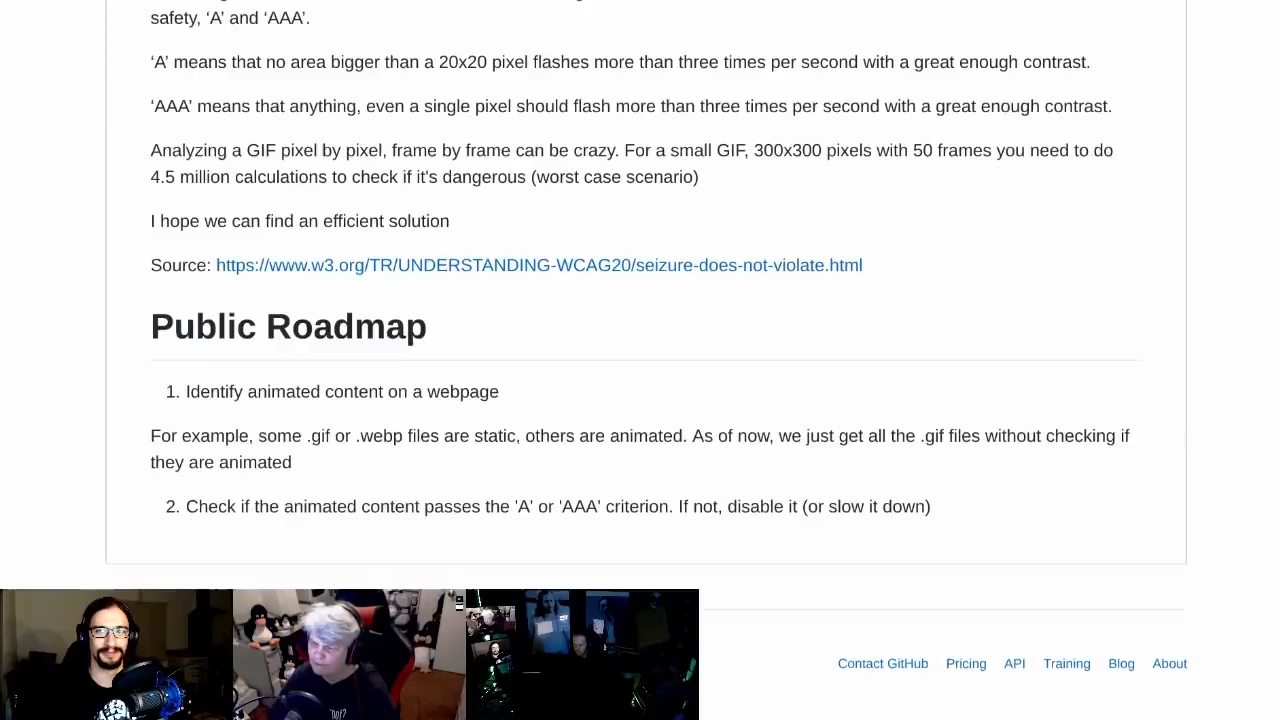 safety, ‘A’ and ‘AAA’.
‘A’ means that no area bigger than a 20x20 pixel flashes more than three times per second with a great enough contrast.
‘AAA’ means that anything, even a single pixel should flash more than three times per second with a great enough contrast.
Analyzing a GIF pixel by pixel, frame by frame can be crazy. For a small GIF, 300x300 pixels with 50 frames you need to do
4.5 million calculations to check if it's dangerous (worst case scenario)
I hope we can find an efficient solution
Source: https://www.w3.org/TR/UNDERSTANDING-WCAG20/seizure-does-not-violate.html
Public Roadmap
1. Identify animated content on a webpage
For example, some .gif or .webp files are static, others are animated. As of now, we just get all the .gif files without checking if
they are animated
2. Check if the animated content passes the 'A' or 'AAA' criterion. If not, disable it (or slow it down)
Contact GitHub Pricing API Training Blog About